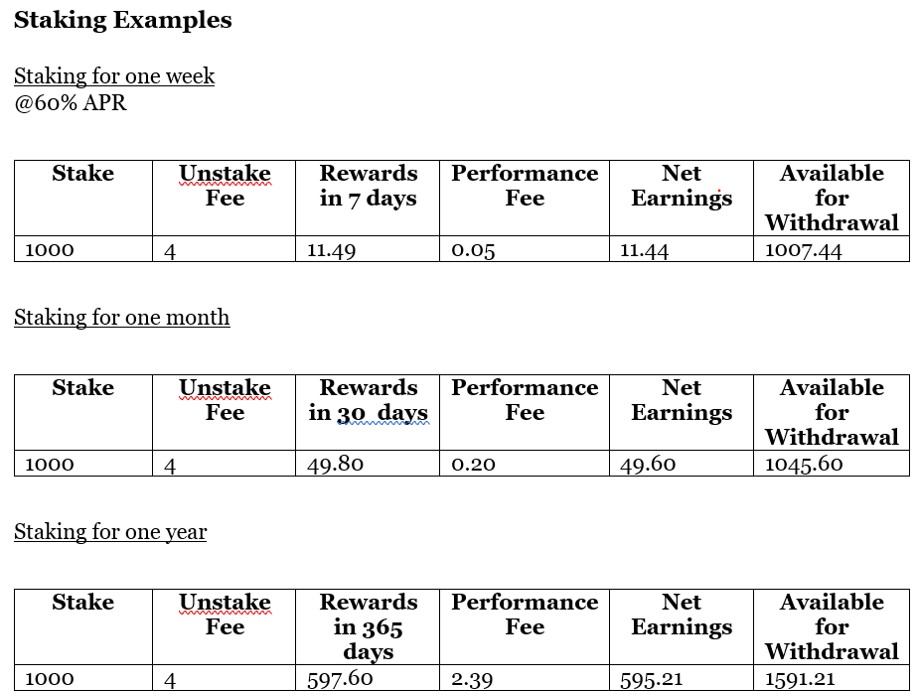 Staking Examples
Staking for one week
@60% APR
Stake Unstake Fee Rewards in 7 days Performance Fee Net Earnings Available for Withdrawal
1000 4 11.49 0.05 11.44 1007.44
Staking for one month
Stake Unstake Fee Rewards in 30 days Performance Fee Net Earnings Available for Withdrawal
1000 4 49.80 0.20 49.60 1045.60
Staking for one year
Stake Unstake Fee Rewards in 365 days Performance Fee Net Earnings Available for Withdrawal
1000 4 597.60 2.39 595.21 1591.21